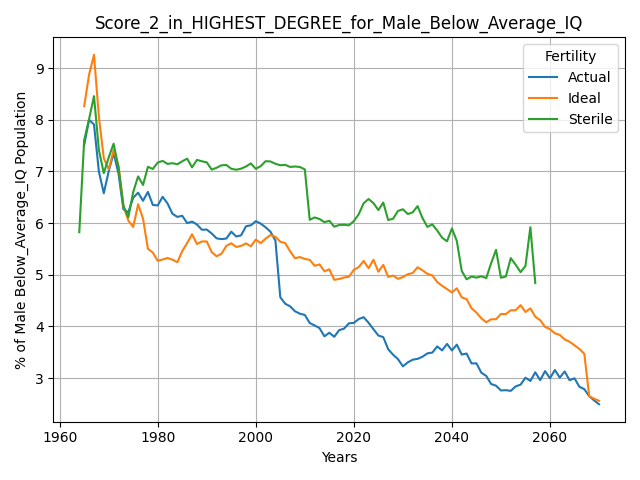 Score_2_in_HIGHEST_DEGREE_for_Male_Below_Average_IQ
% of Male Below_Average_IQ Population
9
8
7
6
5
4
3
Fertility
Actual
Ideal
Sterile
1960
1980
2000
2020
2040
2060
Years